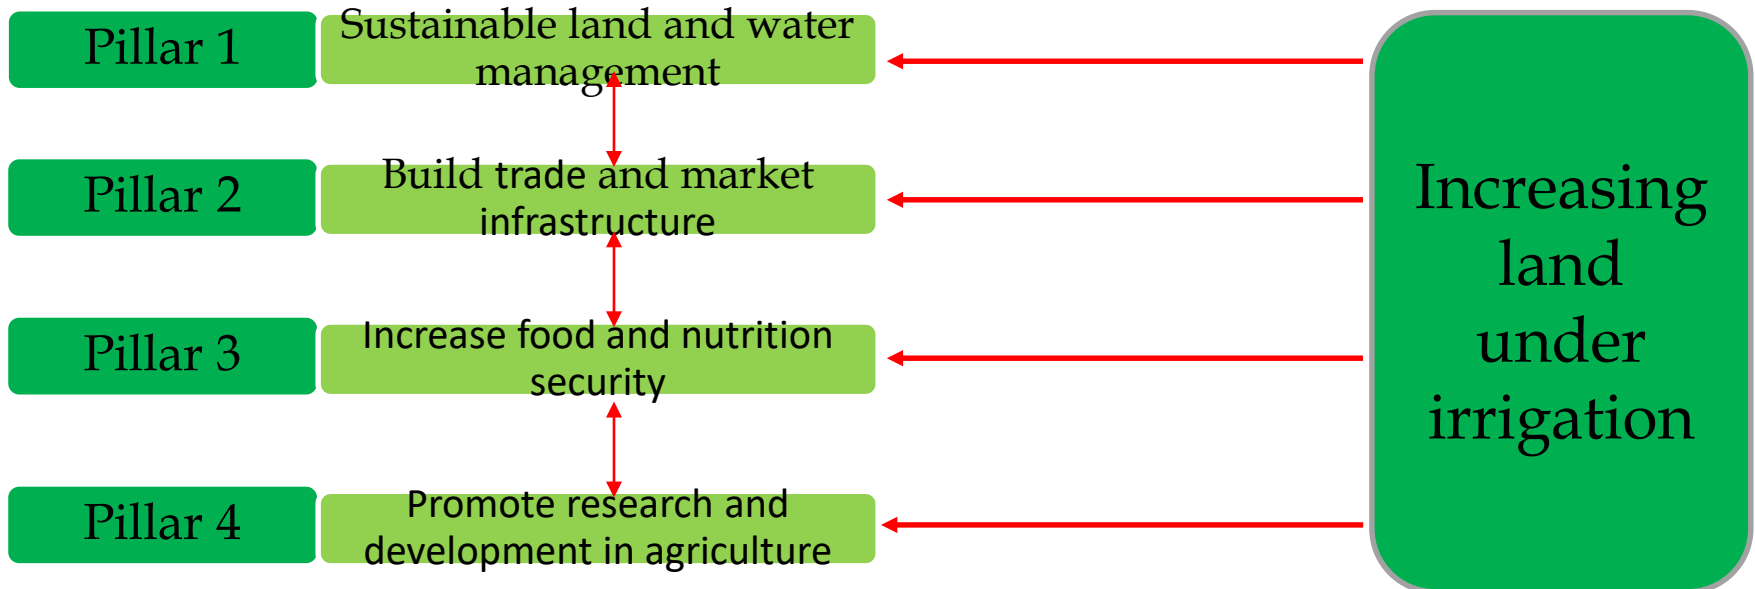 Pillar 1
Sustainable land and water
management
Pillar 2
Build trade and market
infrastructure
Pillar 3
Increase food and nutrition
security
Pillar 4
Promote research and
development in agriculture
Increasing
land
under
irrigation